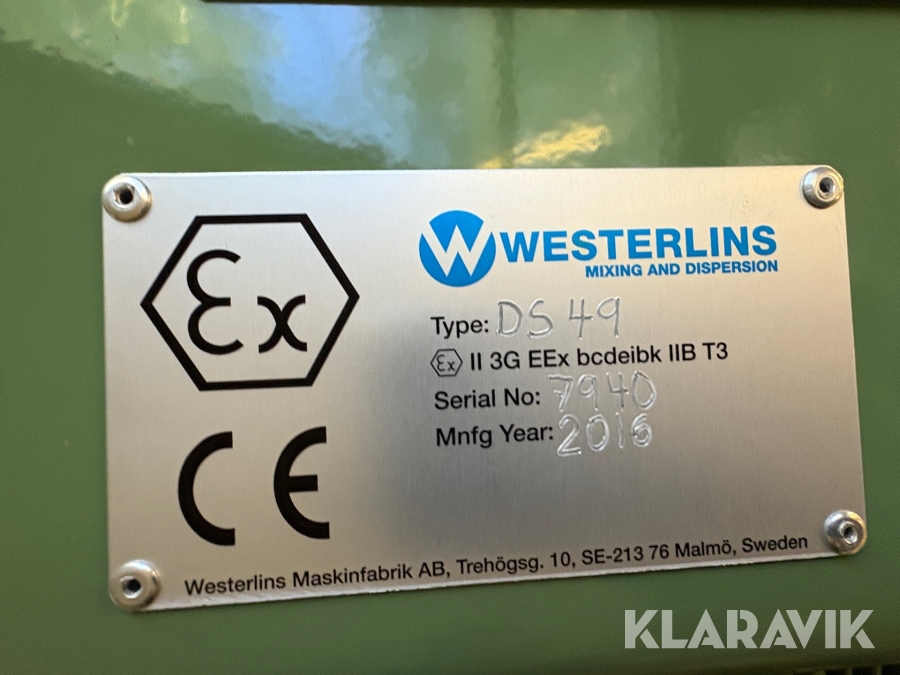 Ex
CE
W WESTERLINS
MIXING AND DISPERSION
Type: DS 49
Ex II 3G EEx bcdeibk IIB T3
Serial No: 7940
Mnfg Year: 2016
Westerlins Maskinfabrik AB, Trehögsg. 10, SE-213 76 Malmö, Sweden
KLARAVIK